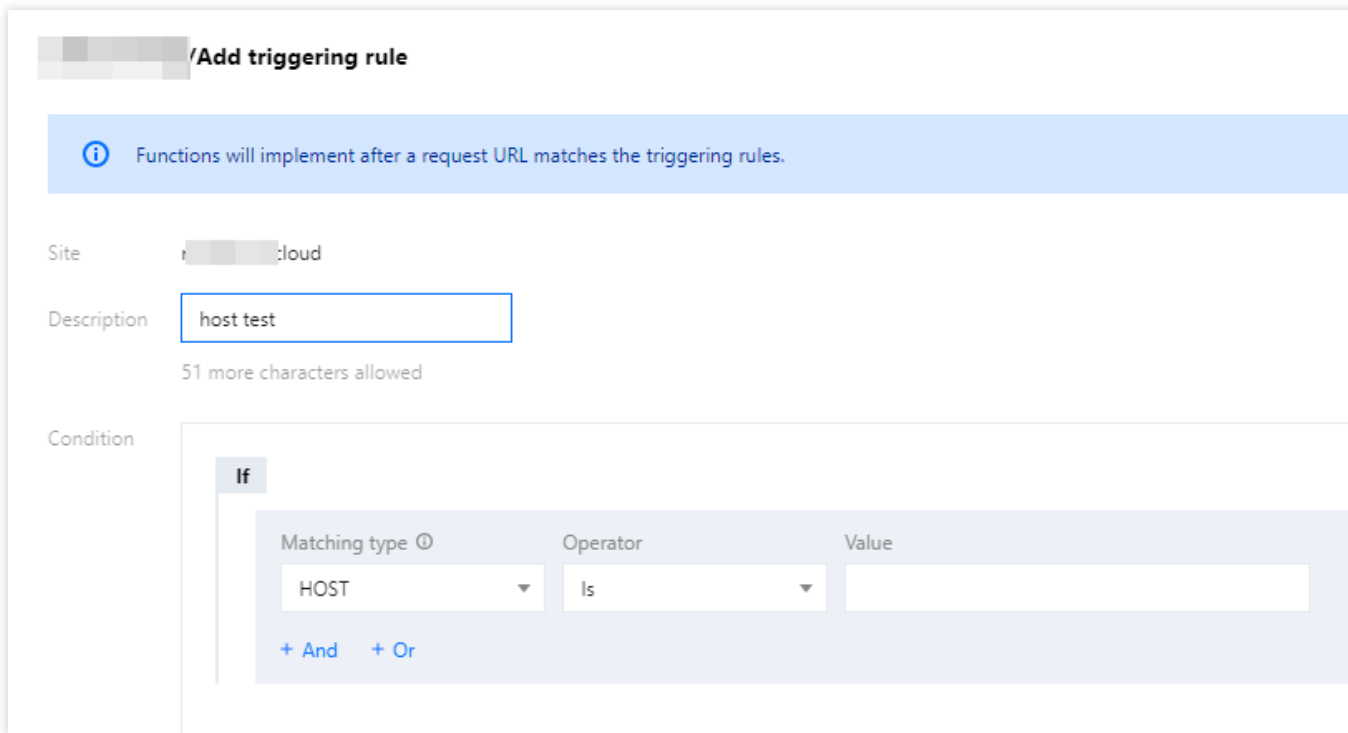 /Add triggering rule
Functions will implement after a request URL matches the triggering rules.
Site
cloud
Description
host test
51 more characters allowed
Condition
If
Matching type Operator Value
HOST Is
+ And + Or